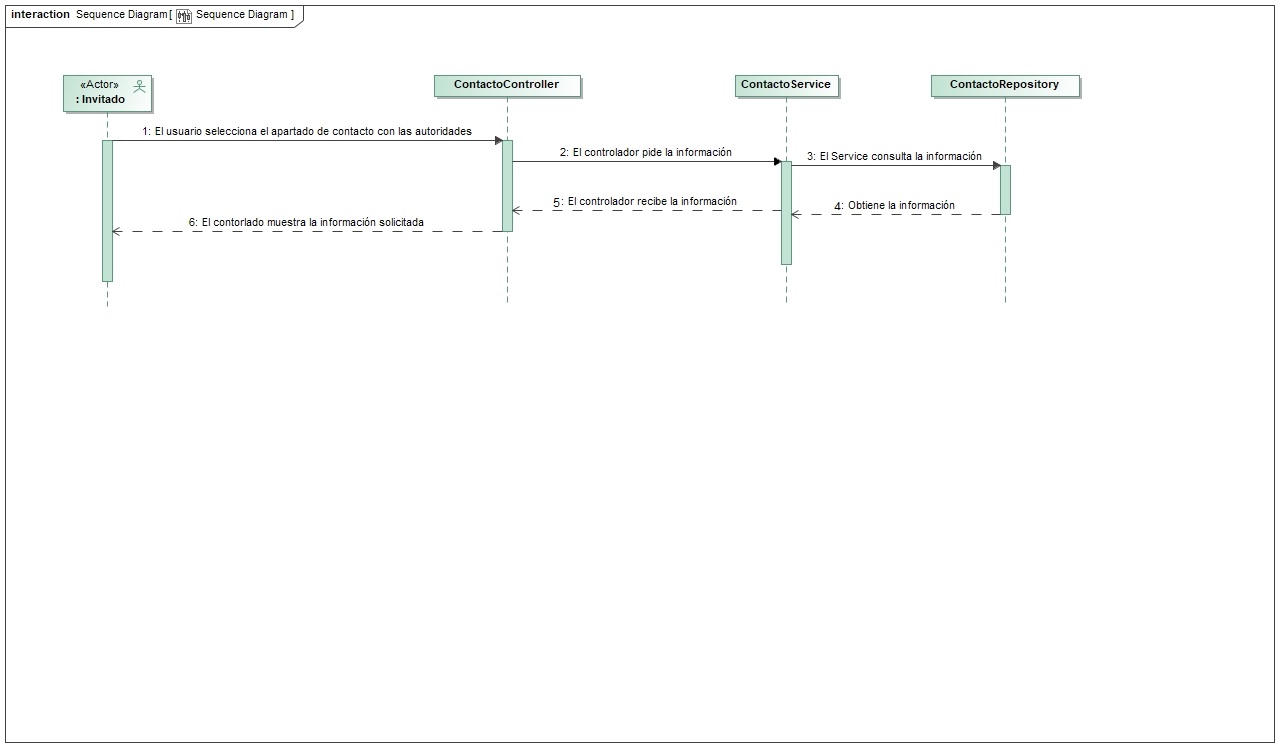 interaction Sequence Diagram[ Sequence Diagram ]
«Actor»
: Invitado
ContactoController
ContactoService
ContactoRepository
1: El usuario selecciona el apartado de contacto con las autoridades
2: El controlador pide la información
3: El Service consulta la información
4: Obtiene la información
5: El controlador recibe la información
6: El contorlado muestra la información solicitada